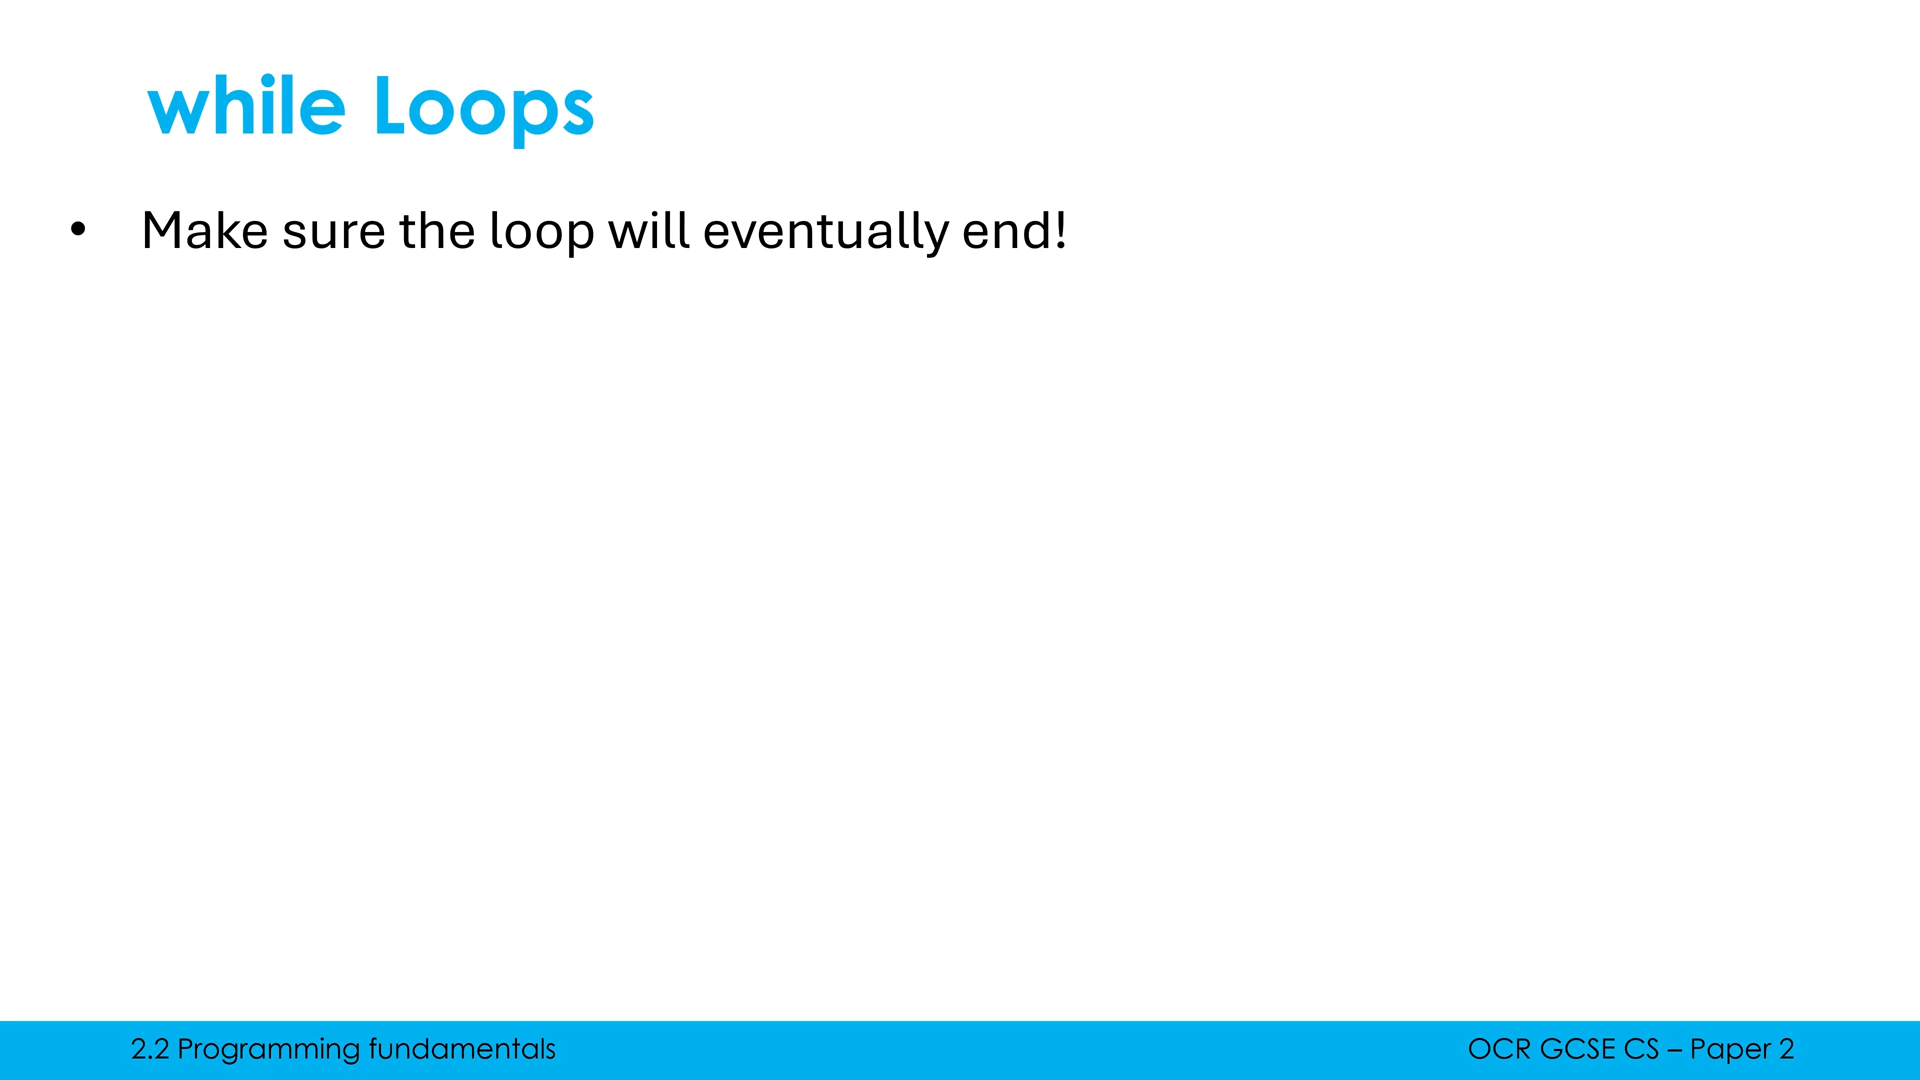 while Loops
• Make sure the loop will eventually end!
2.2 Programming fundamentals
OCR GCSE CS – Paper 2